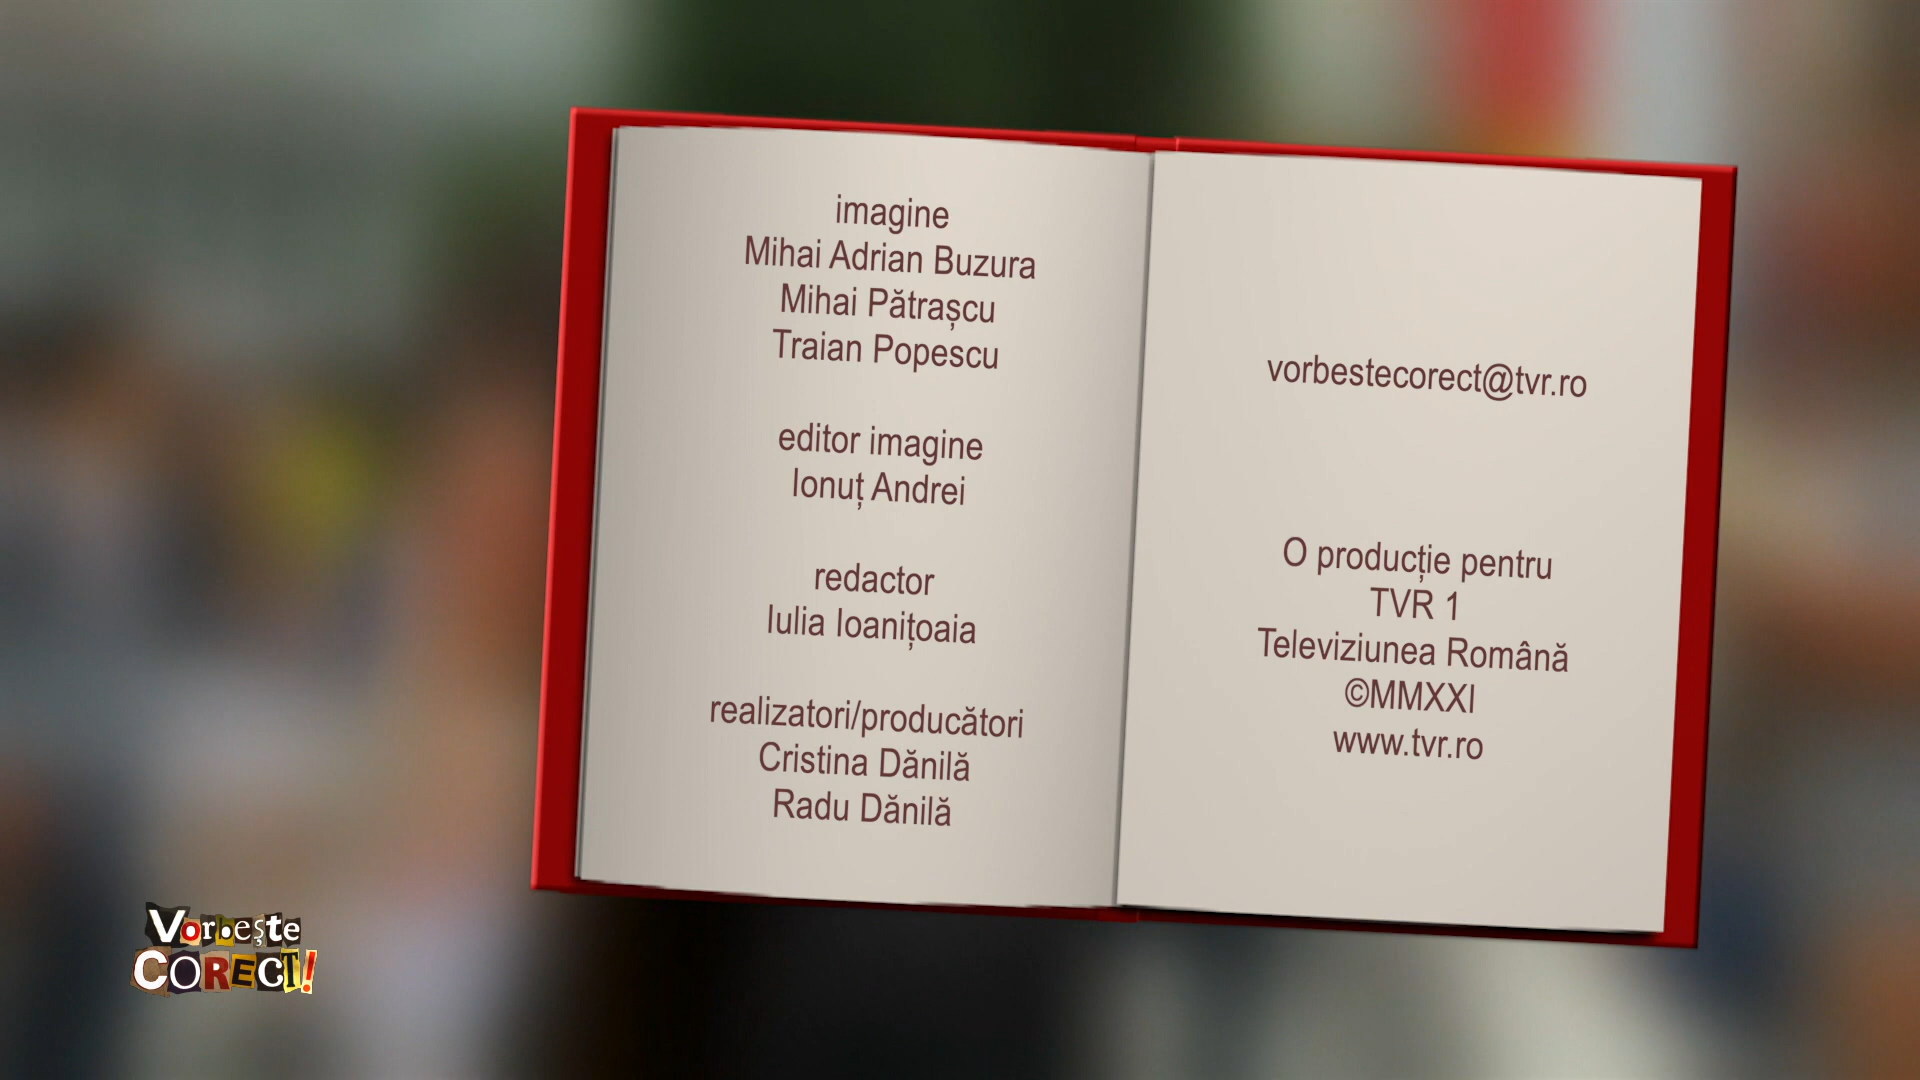 imagine
Mihai Adrian Buzura
Mihai Pătrașcu
Traian Popescu
editor imagine
Ionuț Andrei
redactor
Iulia Ioanițoaia
realizatori/producători
Cristina Dănilă
Radu Dănilă
vorbestecorect@tvr.ro
O producție pentru
TVR 1
Televiziunea Română
©MMXXI
www.tvr.ro
Vorbește
CORECT!